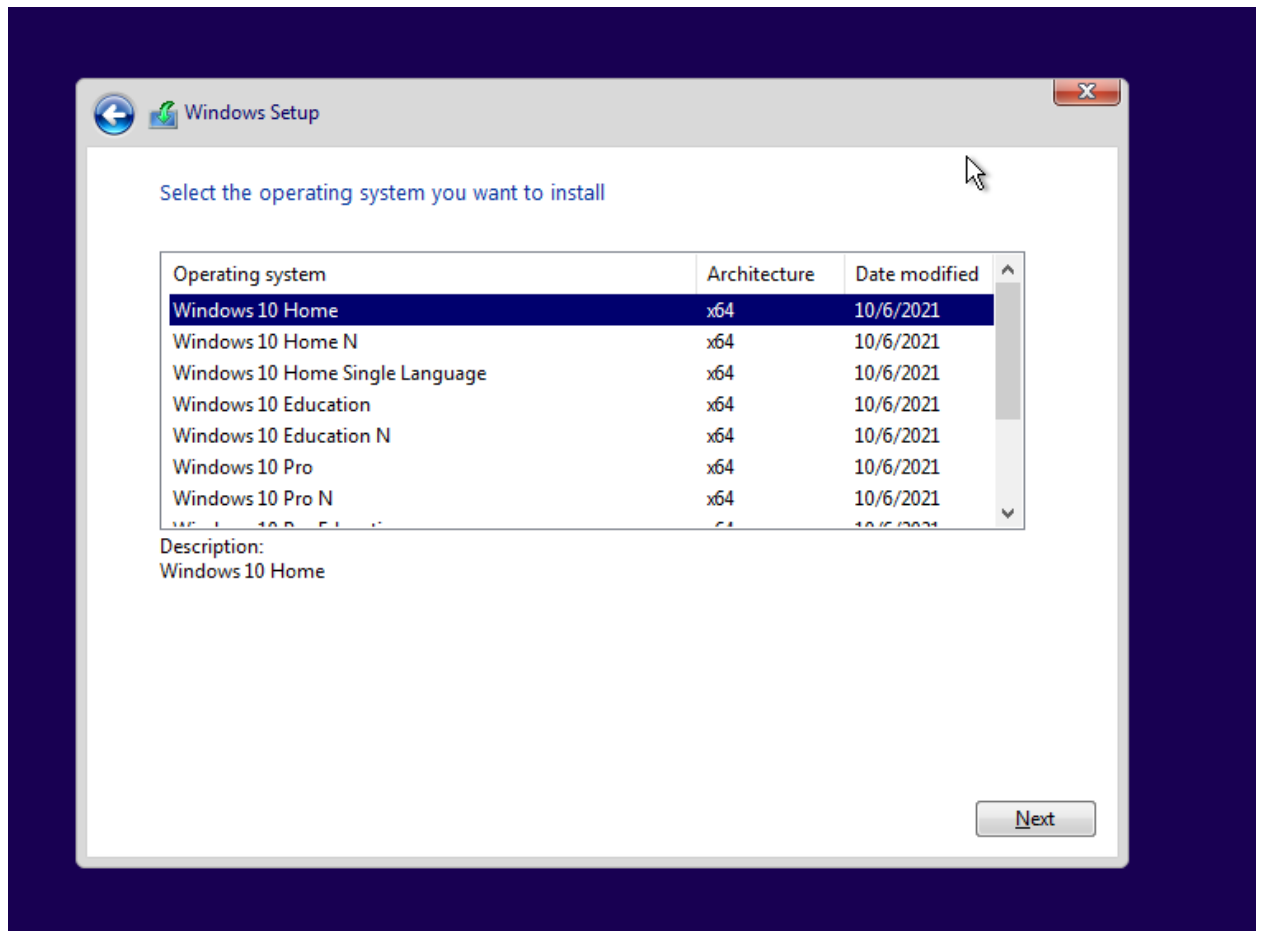 Windows Setup
Select the operating system you want to install
Operating system Architecture Date modified
Windows 10 Home x64 10/6/2021
Windows 10 Home N x64 10/6/2021
Windows 10 Home Single Language x64 10/6/2021
Windows 10 Education x64 10/6/2021
Windows 10 Education N x64 10/6/2021
Windows 10 Pro x64 10/6/2021
Windows 10 Pro N x64 10/6/2021
Description:
Windows 10 Home
Next